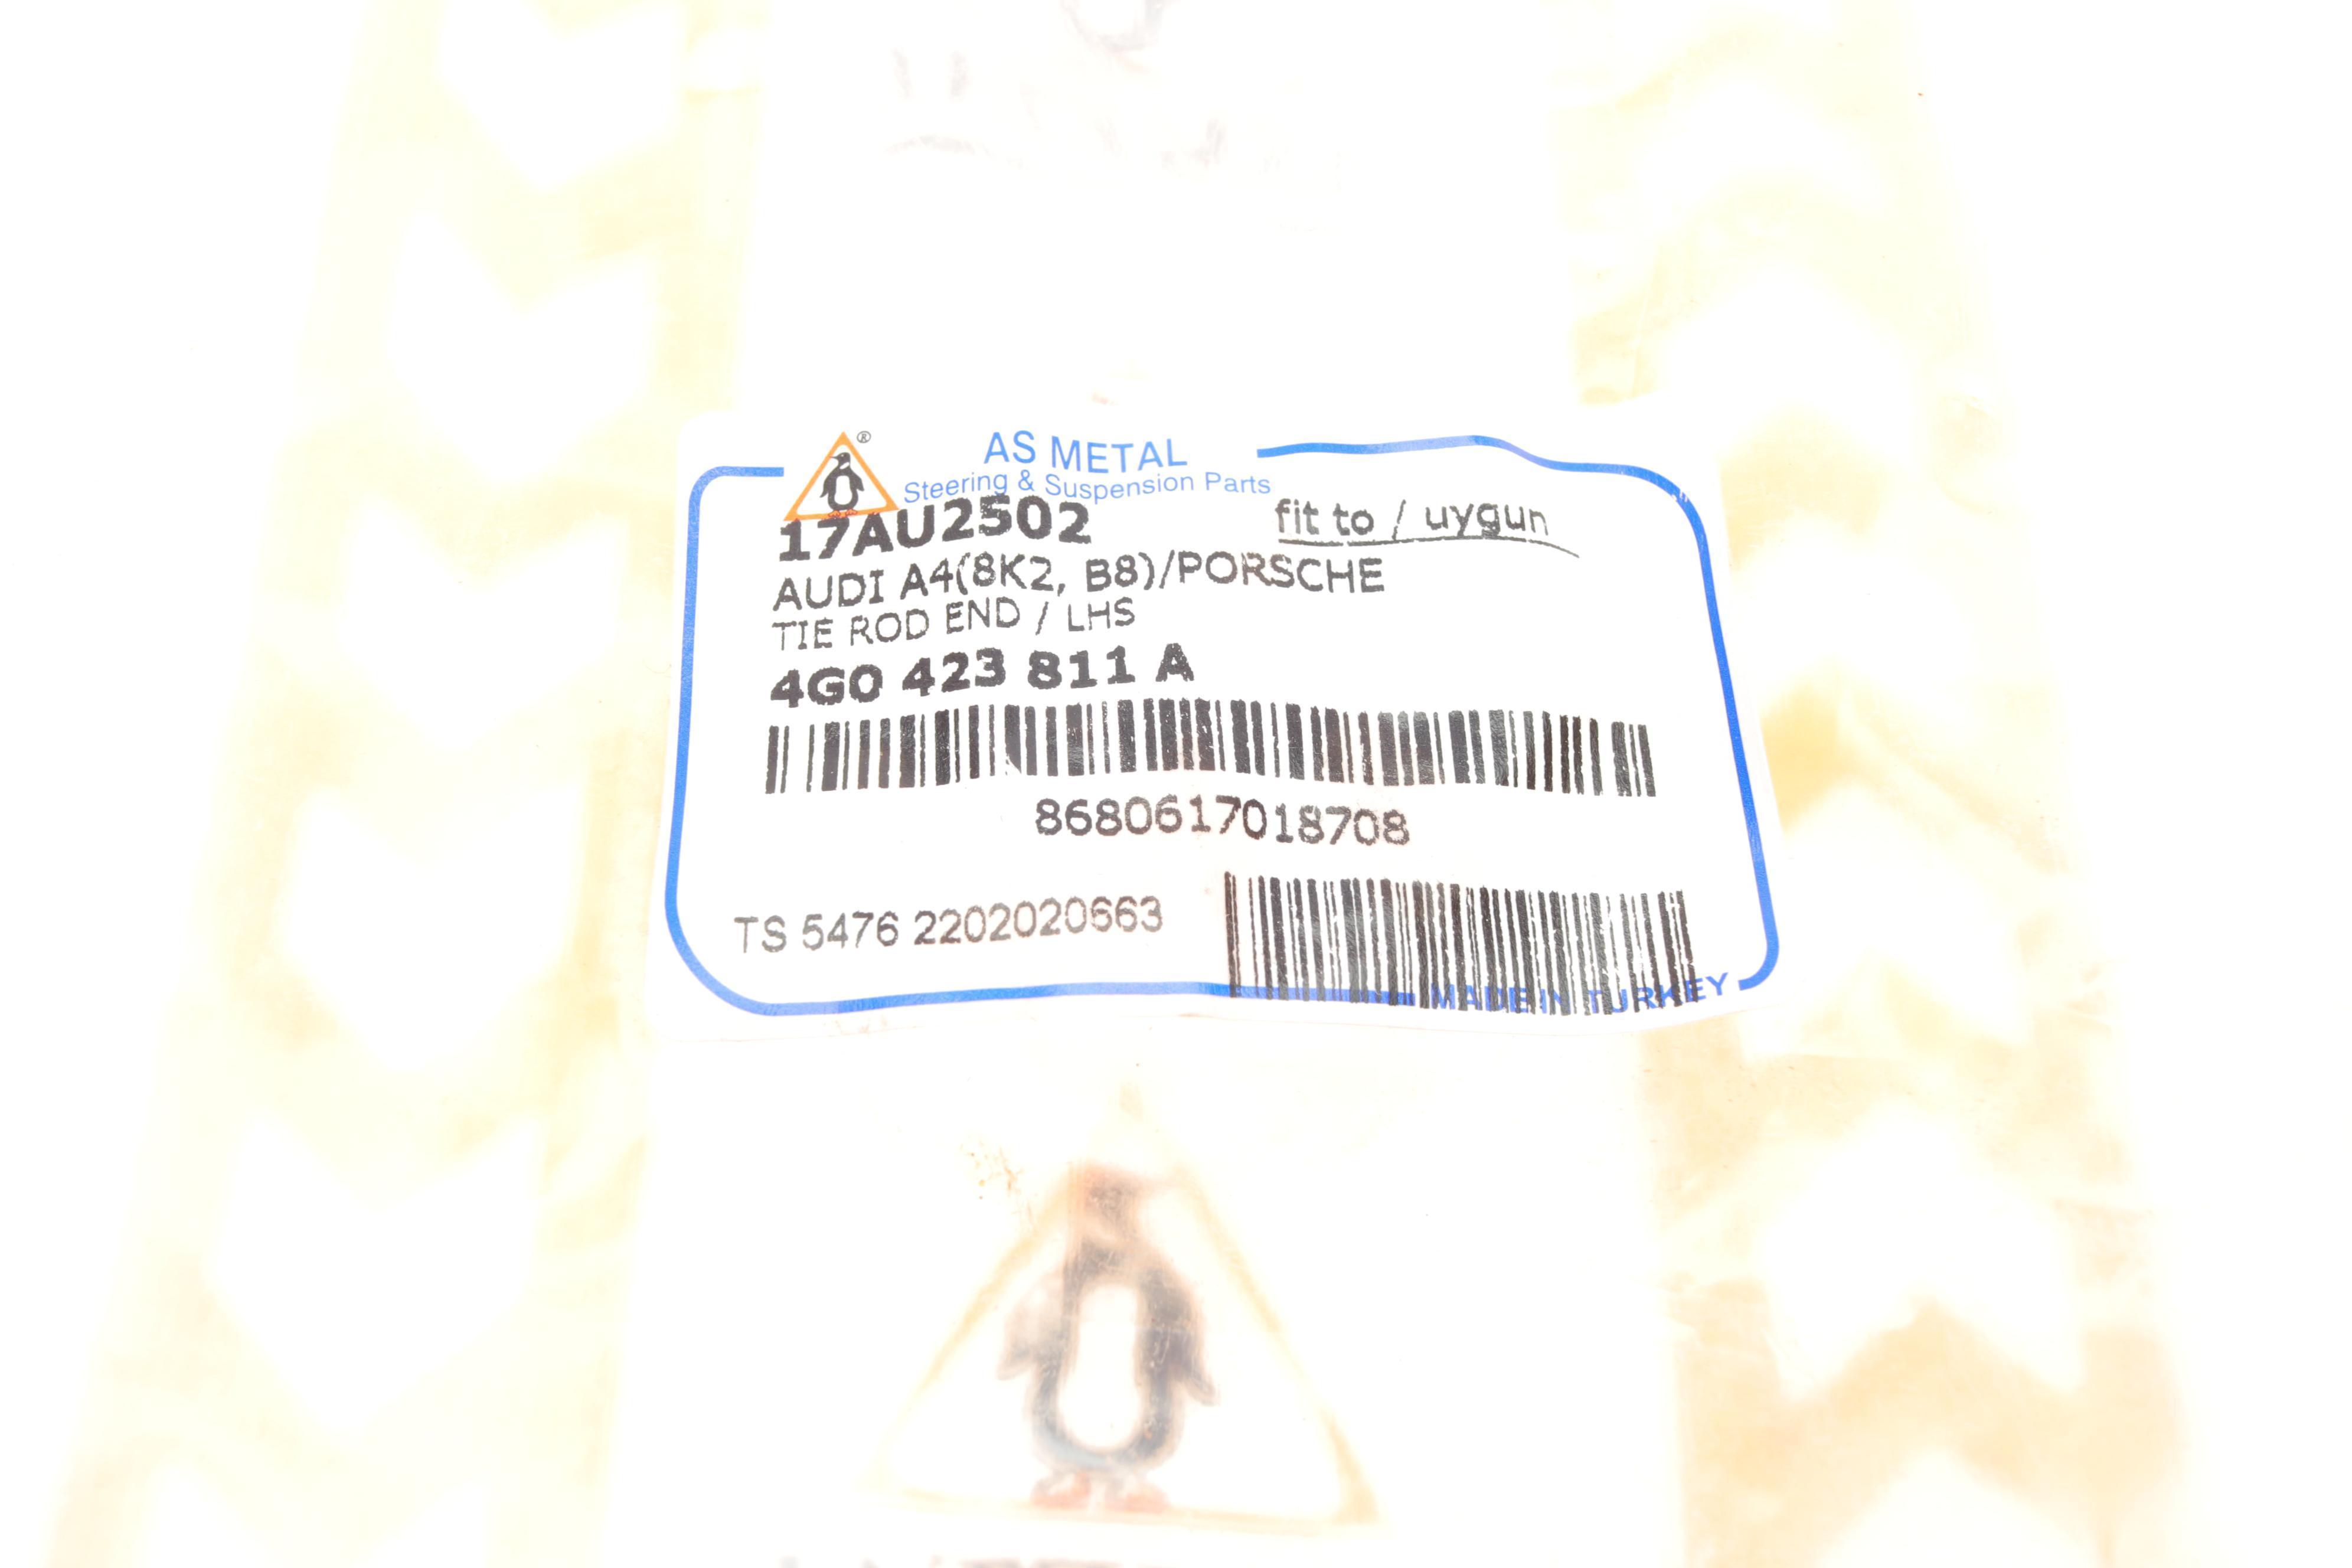 ®
AS METAL
Steering & Suspension Parts
17AU2502
fit to / uygun
AUDI A4(8K2, B8)/PORSCHE
TIE ROD END / LHS
4G0 423 811 A
8680617018708
TS 5476 2202020663
MADE IN TURKEY